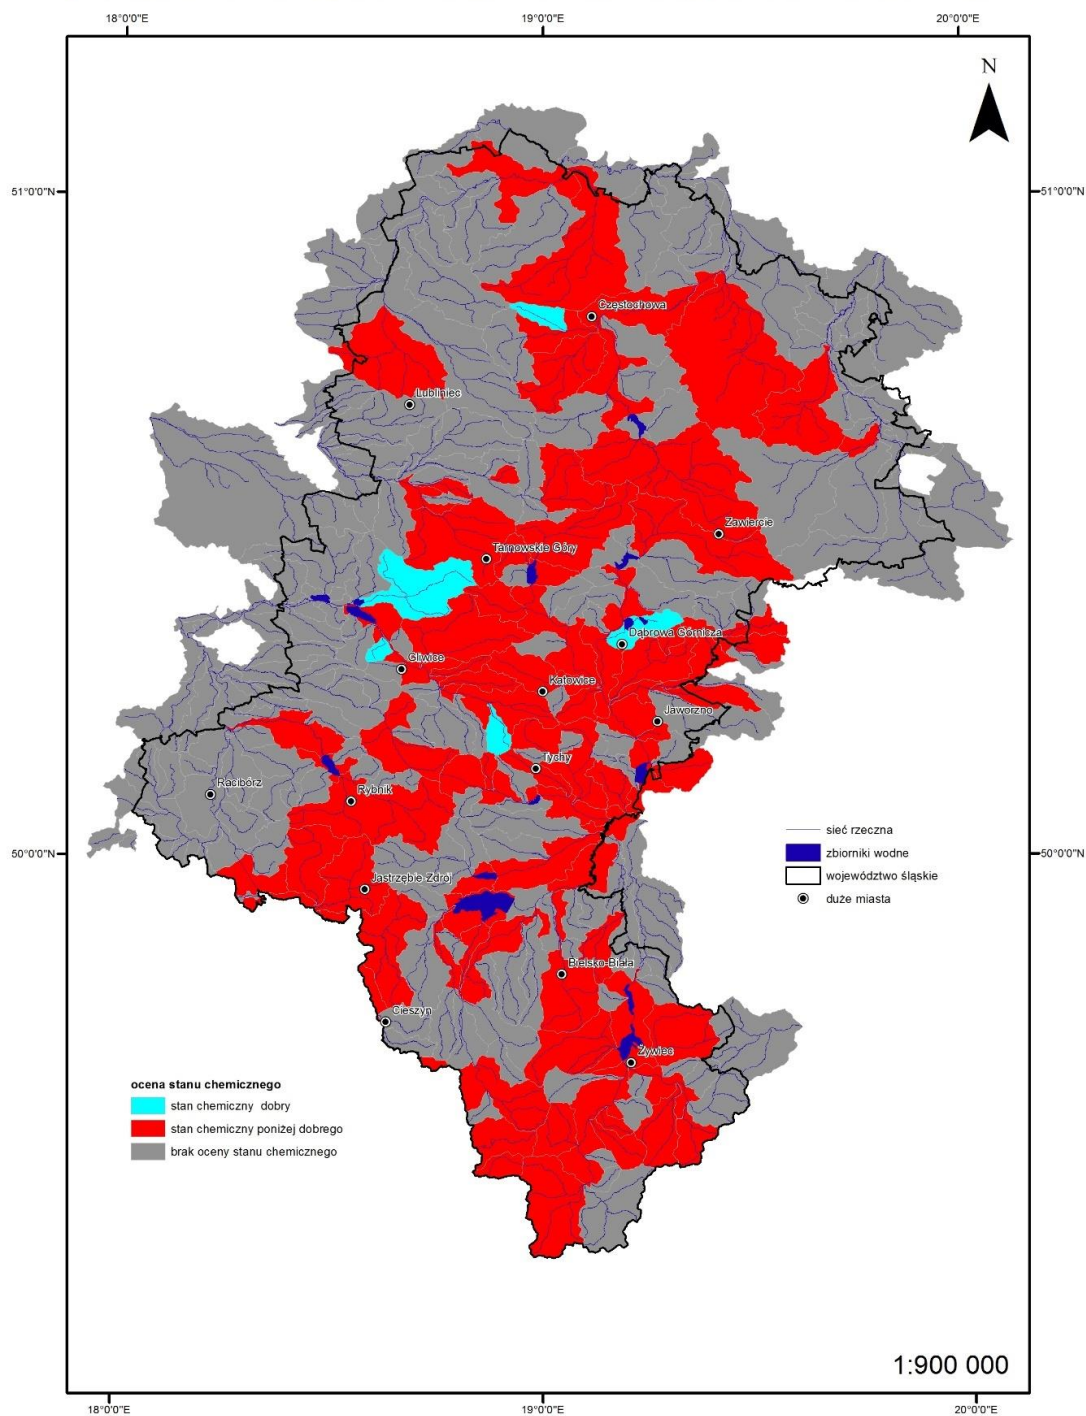 18°0'0"E
19°0'0"E
20°0'0"E
N
51°0'0"N
51°0'0"N
Częstochowa
Lubliniec
Zawiercie
Tarnowskie Góry
Dąbrowa Górnicza
Gliwice
Katowice
Jaworzno
Tychy
Racibórz
Rybnik
sieć rzeczna
50°0'0"N
zbiorniki wodne
50°0'0"N
województwo śląskie
Jastrzębie Zdrój
duże miasta
Bielsko-Biała
Cieszyn
Żywiec
ocena stanu chemicznego
stan chemiczny dobry
stan chemiczny poniżej dobrego
brak oceny stanu chemicznego
1:900 000
18°0'0"E
19°0'0"E
20°0'0"E